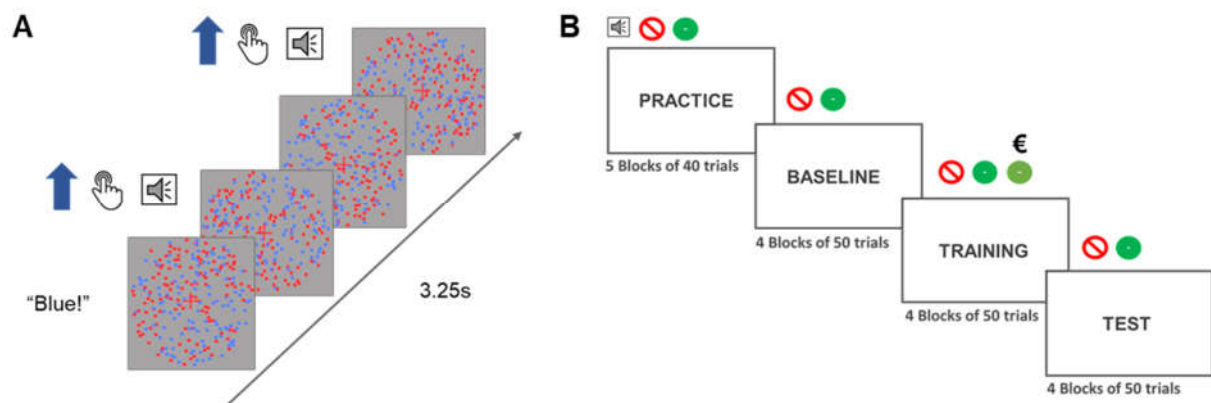 A
"Blue!"
3.25s
B
PRACTICE
5 Blocks of 40 trials
BASELINE
4 Blocks of 50 trials
€
TRAINING
4 Blocks of 50 trials
TEST
4 Blocks of 50 trials